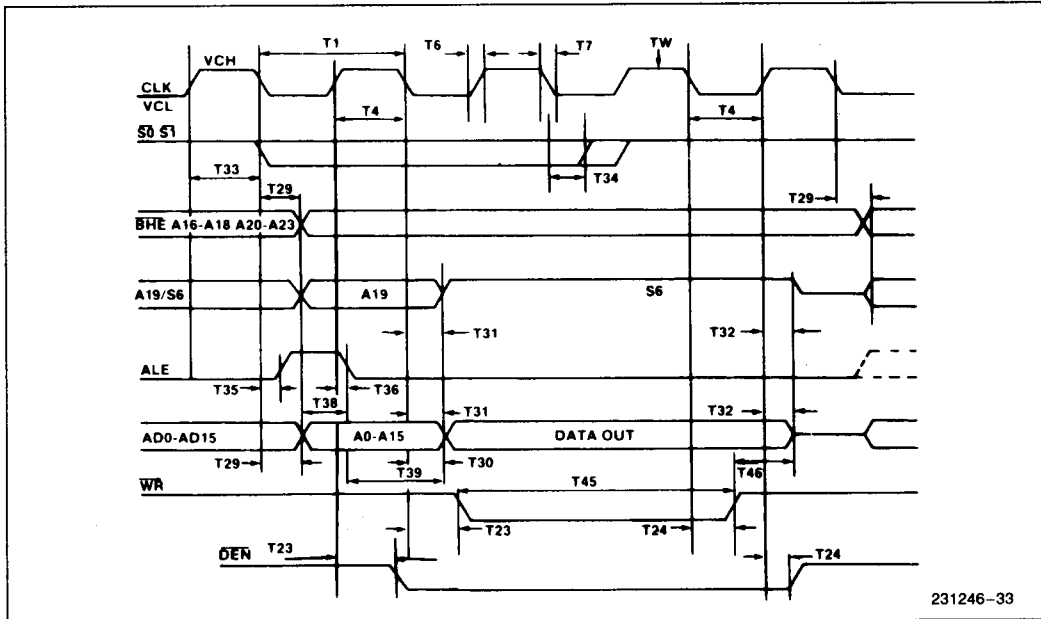 T1 T6 T7 TW
VCH
CLK
VCL
T4 T4
S0 S1
T33 T34
T29 T29
BHE A16-A18 A20-A23
A19/S6 A19 S6
T31 T32
ALE
T35 T36
T38 T31 T32
AD0-AD15 A0-A15 DATA OUT
T29 T39 T30 T46
WR T45
T23 T24
DEN T23 T24
231246-33